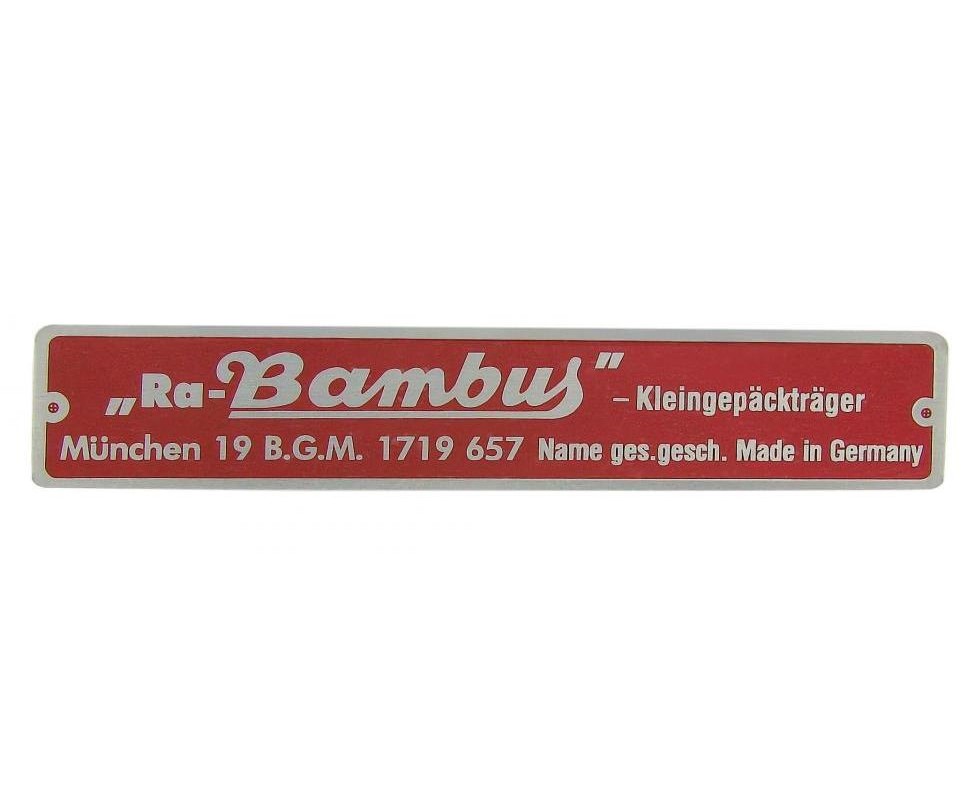 „Ra-Bambus" – Kleingepäckträger
München 19 B.G.M. 1719 657 Name ges.gesch. Made in Germany